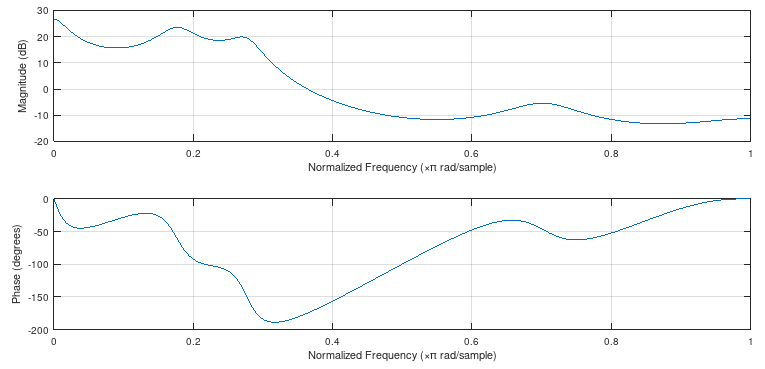 Magnitude (dB)
30
20
10
0
-10
-20
0 0.2 0.4 0.6 0.8 1
Normalized Frequency (×π rad/sample)
Phase (degrees)
0
-50
-100
-150
-200
0 0.2 0.4 0.6 0.8 1
Normalized Frequency (×π rad/sample)